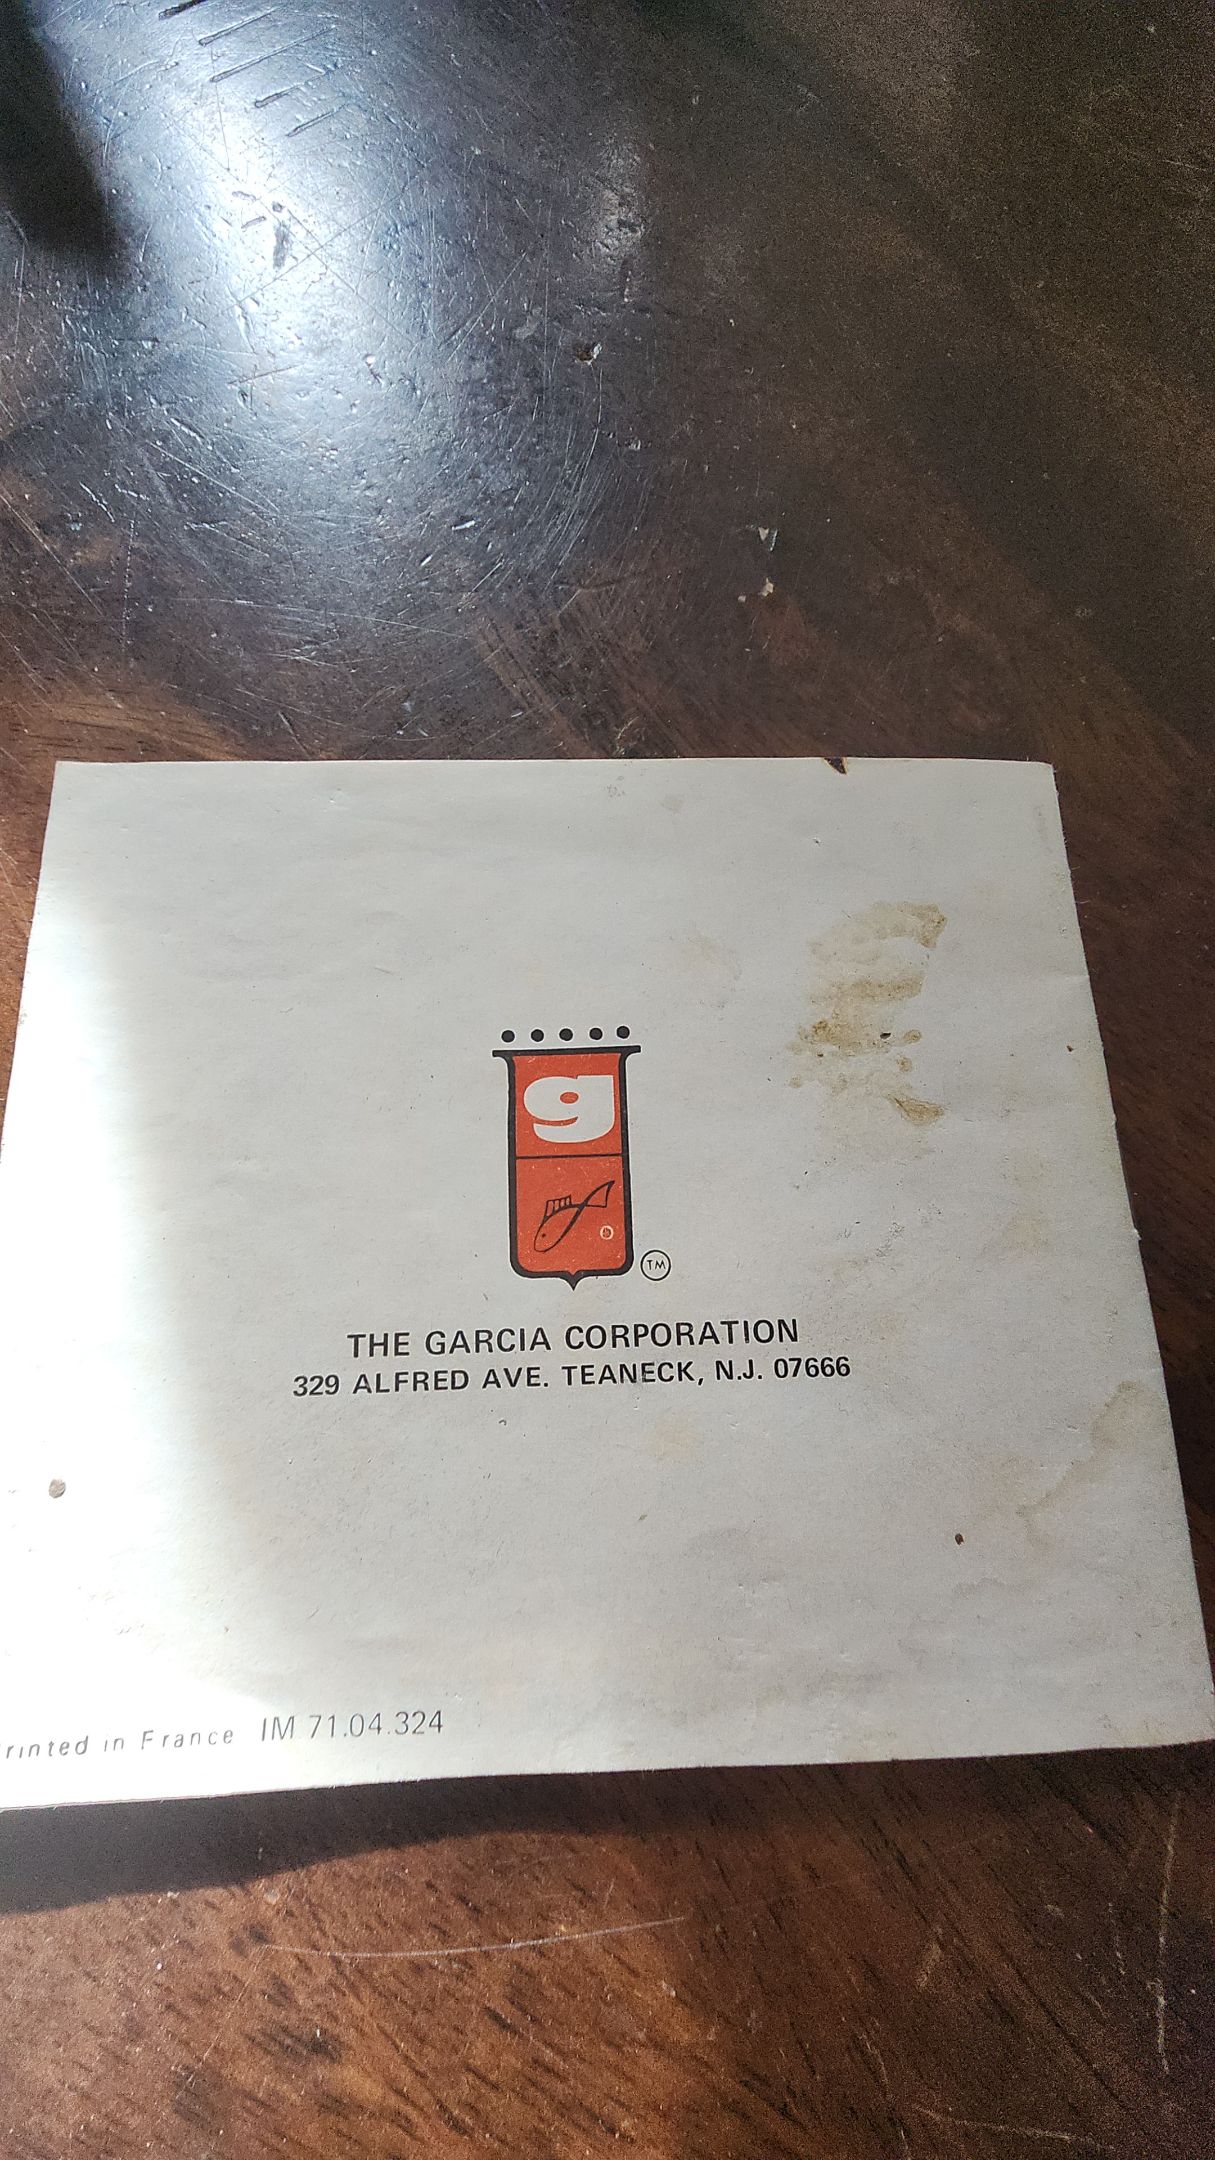 g
TM
THE GARCIA CORPORATION
329 ALFRED AVE. TEANECK, N.J. 07666
rinted in France IM 71.04.324